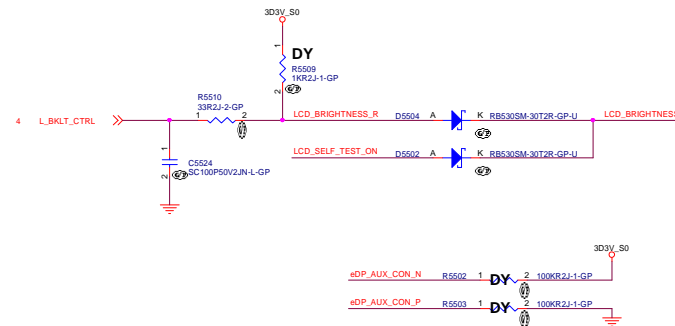 3D3V_S0
1
DY
R5509
1KR2J-1-GP
2
R5510
33R2J-2-GP
4 L_BKLT_CTRL
1 2
LCD_BRIGHTNESS_R D5504 A K RB530SM-30T2R-GP-U LCD_BRIGHTNESS
LCD_SELF_TEST_ON D5502 A K RB530SM-30T2R-GP-U
1
C5524
SC100P50V2JN-L-GP
2
3D3V_S0
eDP_AUX_CON_N R5502 1 DY 2 100KR2J-1-GP
eDP_AUX_CON_P R5503 1 DY 2 100KR2J-1-GP